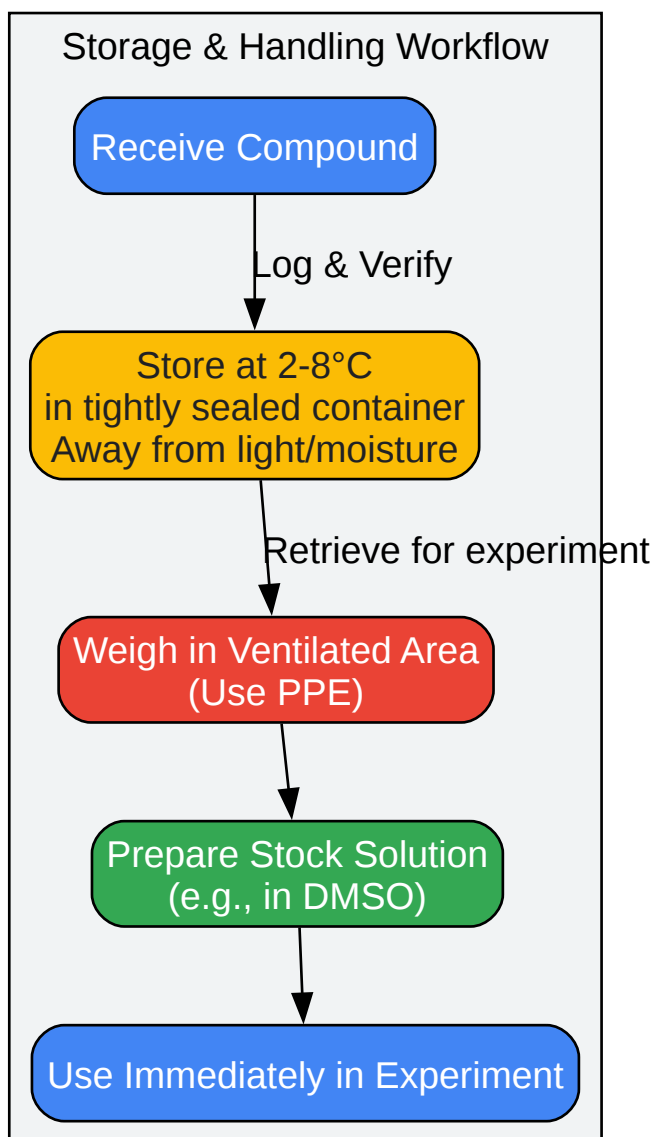 Storage & Handling Workflow
Receive Compound
Log & Verify
Store at 2-8°C
in tightly sealed container
Away from light/moisture
Retrieve for experiment
Weigh in Ventilated Area
(Use PPE)
Prepare Stock Solution
(e.g., in DMSO)
Use Immediately in Experiment